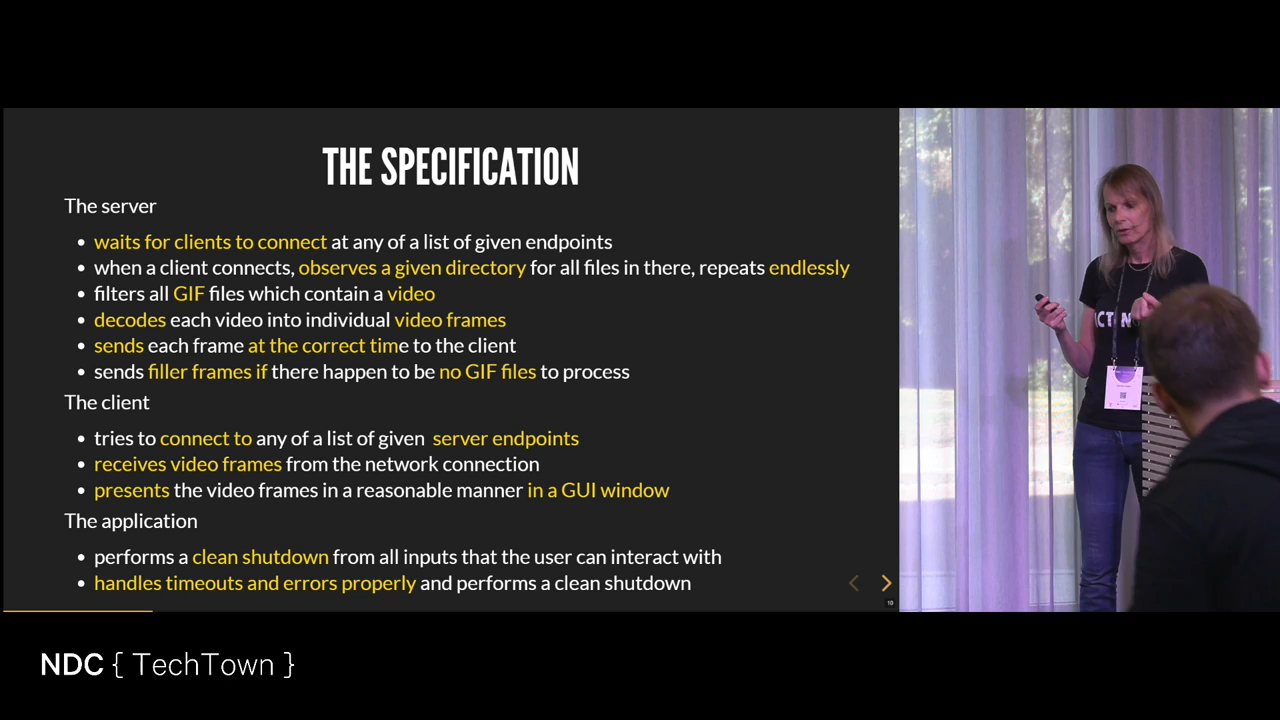 THE SPECIFICATION
The server
• waits for clients to connect at any of a list of given endpoints
• when a client connects, observes a given directory for all files in there, repeats endlessly
• filters all GIF files which contain a video
• decodes each video into individual video frames
• sends each frame at the correct time to the client
• sends filler frames if there happen to be no GIF files to process
The client
• tries to connect to any of a list of given server endpoints
• receives video frames from the network connection
• presents the video frames in a reasonable manner in a GUI window
The application
• performs a clean shutdown from all inputs that the user can interact with
• handles timeouts and errors properly and performs a clean shutdown
10
NDC { TechTown }